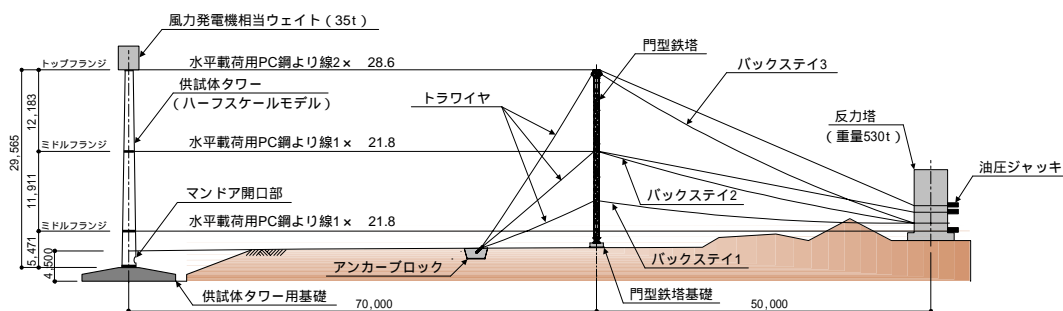 風力発電機相当ウェイト（35t）
トップフランジ
水平載荷用PC鋼より線2× 28.6
門型鉄塔
バックステイ3
供試体タワー
（ハーフスケールモデル）
トラワイヤ
反力塔
（重量530t）
油圧ジャッキ
12,183
29,565
ミドルフランジ
水平載荷用PC鋼より線1× 21.8
11,911
マンドア開口部
バックステイ2
ミドルフランジ
水平載荷用PC鋼より線1× 21.8
5,471
4,500
アンカーブロック
バックステイ1
供試体タワー用基礎
70,000
門型鉄塔基礎
50,000